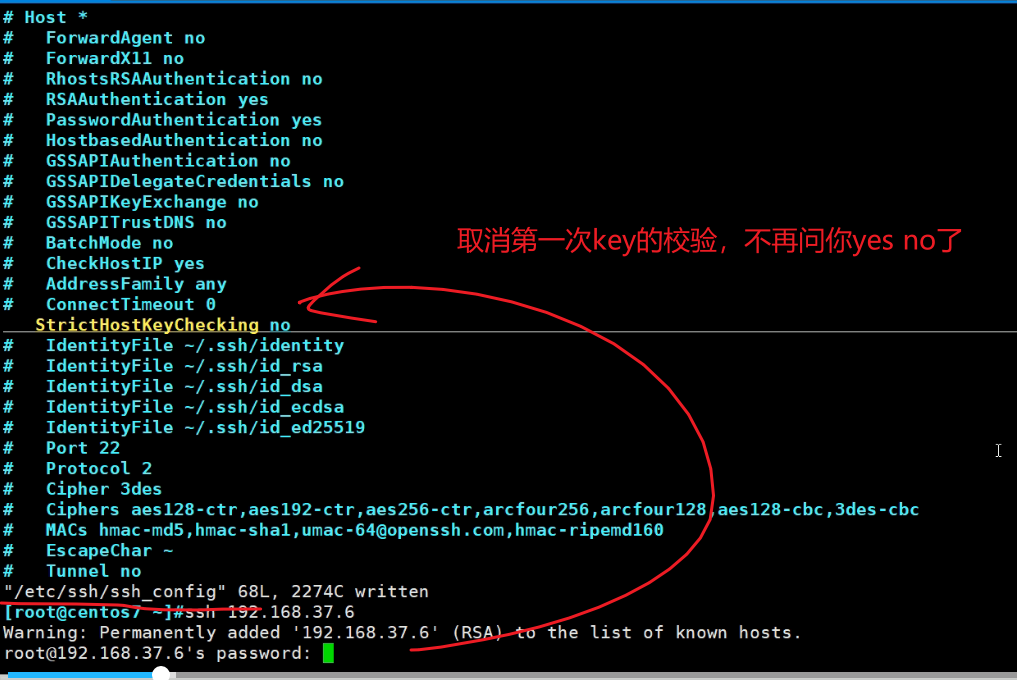 # Host *
#   ForwardAgent no
#   ForwardX11 no
#   RhostsRSAAuthentication no
#   RSAAuthentication yes
#   PasswordAuthentication yes
#   HostbasedAuthentication no
#   GSSAPIAuthentication no
#   GSSAPIDelegateCredentials no
#   GSSAPIKeyExchange no
#   GSSAPITrustDNS no
取消第一次key的校验，不再问你yes no了
#   BatchMode no
#   CheckHostIP yes
#   AddressFamily any
#   ConnectTimeout 0
   StrictHostKeyChecking no
#   IdentityFile ~/.ssh/identity
#   IdentityFile ~/.ssh/id_rsa
#   IdentityFile ~/.ssh/id_dsa
#   IdentityFile ~/.ssh/id_ecdsa
#   IdentityFile ~/.ssh/id_ed25519
#   Port 22
#   Protocol 2
#   Cipher 3des
#   Ciphers aes128-ctr,aes192-ctr,aes256-ctr,arcfour256,arcfour128,aes128-cbc,3des-cbc
#   MACs hmac-md5,hmac-sha1,umac-64@openssh.com,hmac-ripemd160
#   EscapeChar ~
#   Tunnel no
"/etc/ssh/ssh_config" 68L, 2274C written
[root@centos7 ~]#ssh 192.168.37.6
Warning: Permanently added '192.168.37.6' (RSA) to the list of known hosts.
root@192.168.37.6's password: